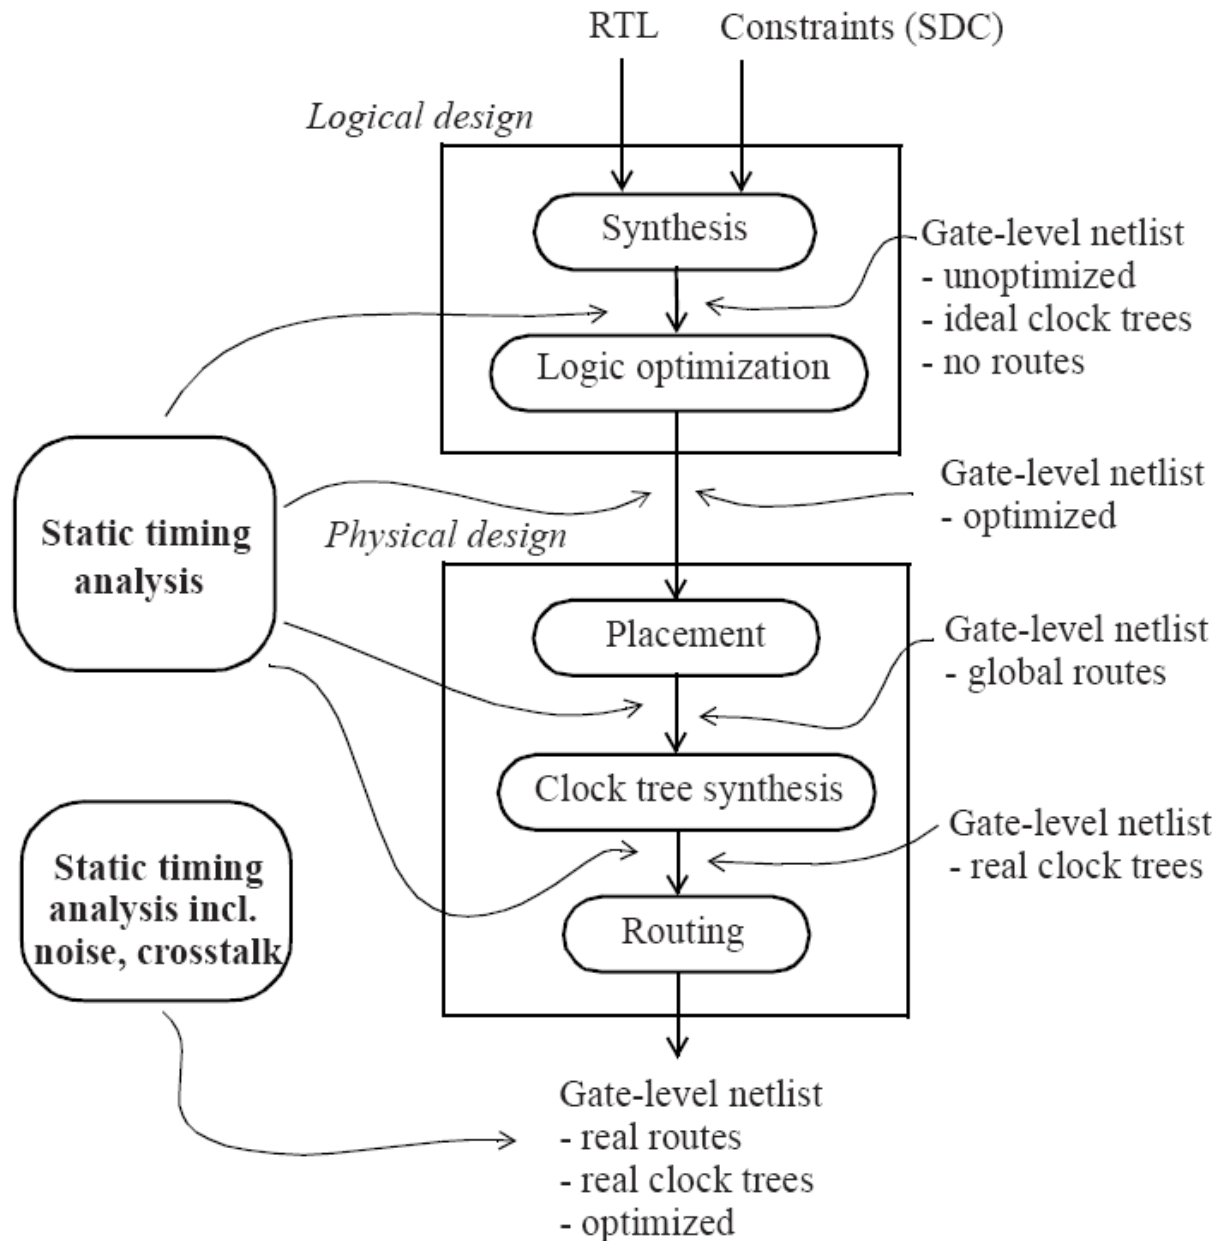 RTL
Constraints (SDC)
Logical design
Synthesis
Gate-level netlist
- unoptimized
- ideal clock trees
- no routes
Logic optimization
Gate-level netlist
- optimized
Static timing
analysis
Physical design
Placement
Gate-level netlist
- global routes
Clock tree synthesis
Gate-level netlist
- real clock trees
Static timing
analysis incl.
noise, crosstalk
Routing
Gate-level netlist
- real routes
- real clock trees
- optimized